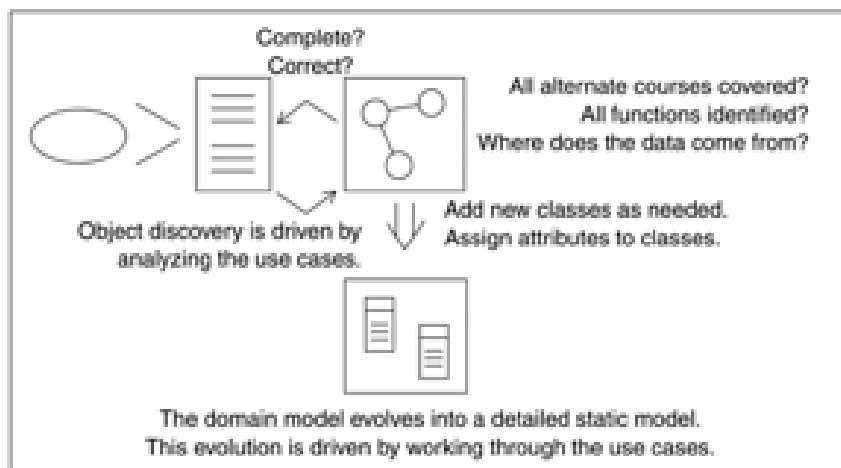 Complete?
Correct?
All alternate courses covered?
All functions identified?
Where does the data come from?
Object discovery is driven by
analyzing the use cases.
Add new classes as needed.
Assign attributes to classes.
The domain model evolves into a detailed static model.
This evolution is driven by working through the use cases.